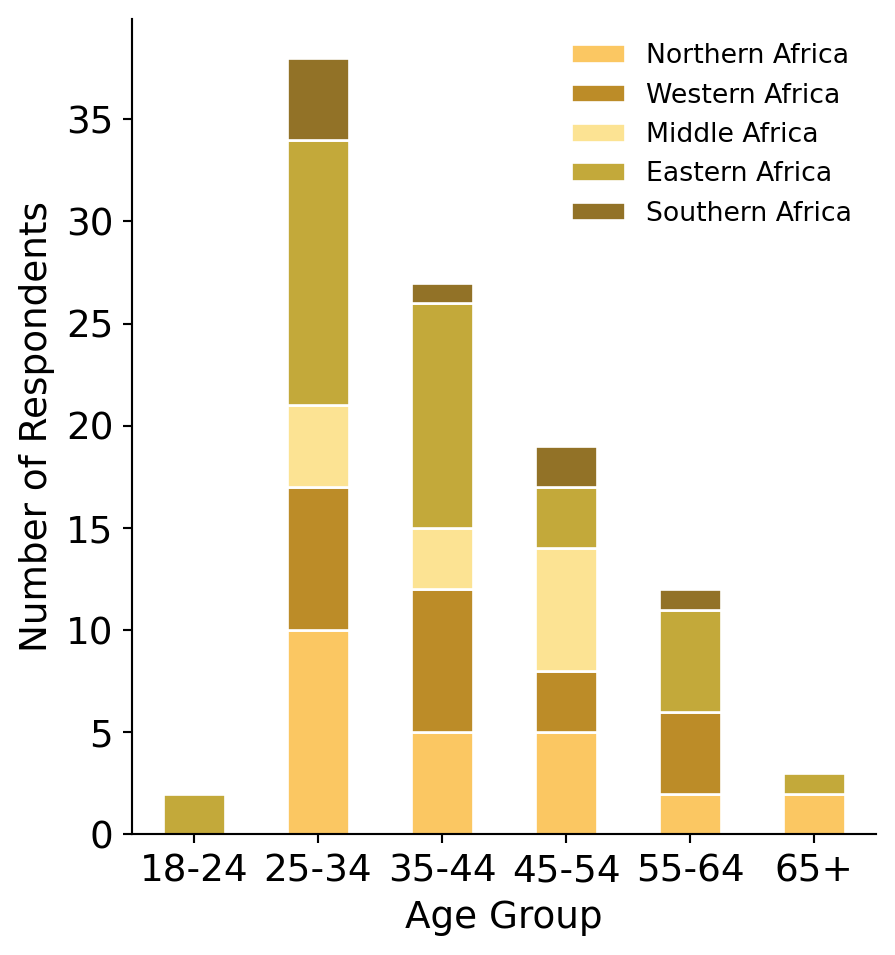 Northern Africa
Western Africa
Middle Africa
Eastern Africa
Southern Africa
Number of Respondents
35
30
25
20
15
10
5
0
18-24 25-34 35-44 45-54 55-64 65+
Age Group